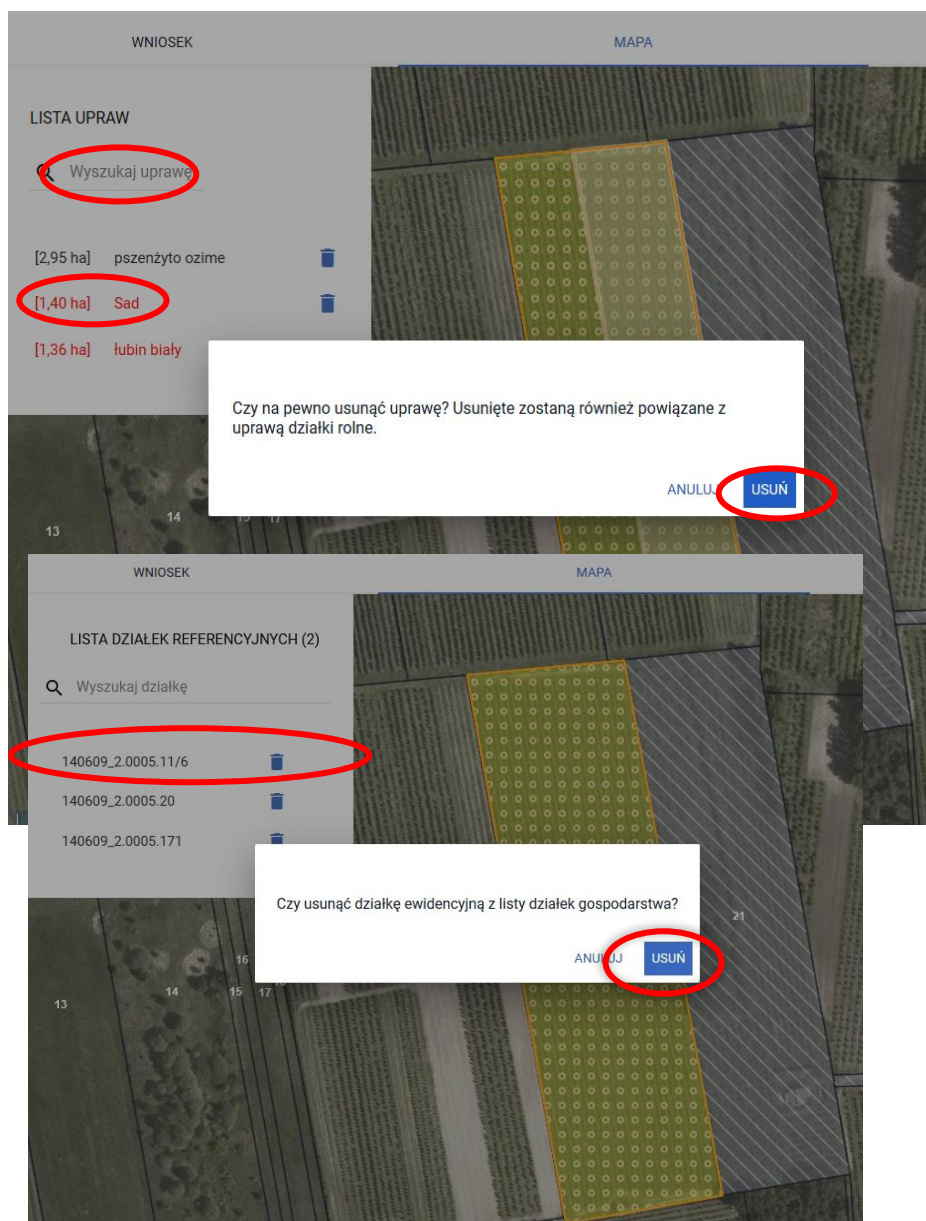 WNIOSEK MAPA
LISTA UPRAW
Wyszukaj uprawę
[2,95 ha] pszenżyto ozime
[1,40 ha] Sad
[1,36 ha] łubin biały
Czy na pewno usunąć uprawę? Usunięte zostaną również powiązane z
uprawą działki rolne.
ANULUJ USUŃ
13 14 15 17
WNIOSEK MAPA
LISTA DZIAŁEK REFERENCYJNYCH (2)
Wyszukaj działkę
140609_2.0005.11/6
140609_2.0005.20
140609_2.0005.171
Czy usunąć działkę ewidencyjną z listy działek gospodarstwa?
ANULUJ USUŃ
21
16
13 14 15 17